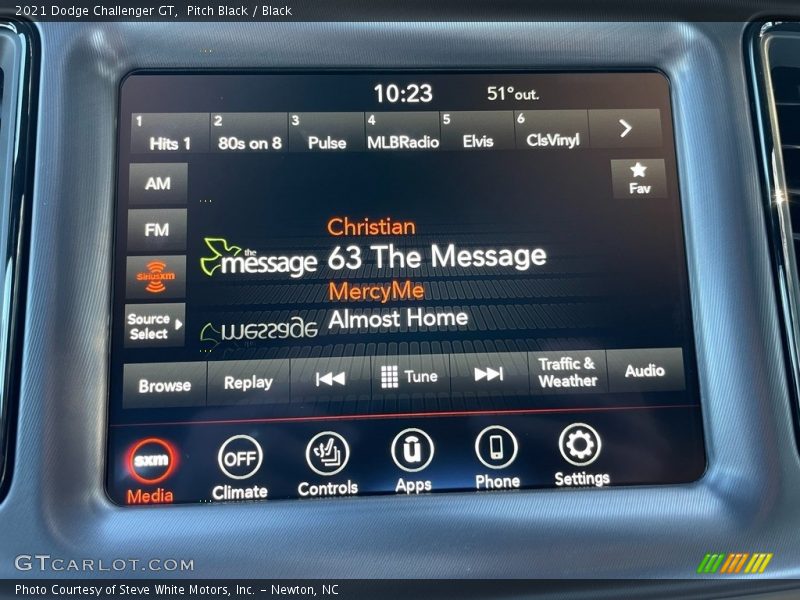 2021 Dodge Challenger GT, Pitch Black / Black
10:23 51°out.
1 Hits 1 2 80s on 8 3 Pulse 4 MLBRadio 5 Elvis 6 ClsVinyl
AM
Fav
FM
Christian
the message 63 The Message
SiriusXM
MercyMe
Source Select
Almost Home
message
Browse Replay Tune Traffic & Weather Audio
sxm OFF
Media Climate Controls Apps Phone Settings
GTCARLOT.COM
Photo Courtesy of Steve White Motors, Inc. – Newton, NC